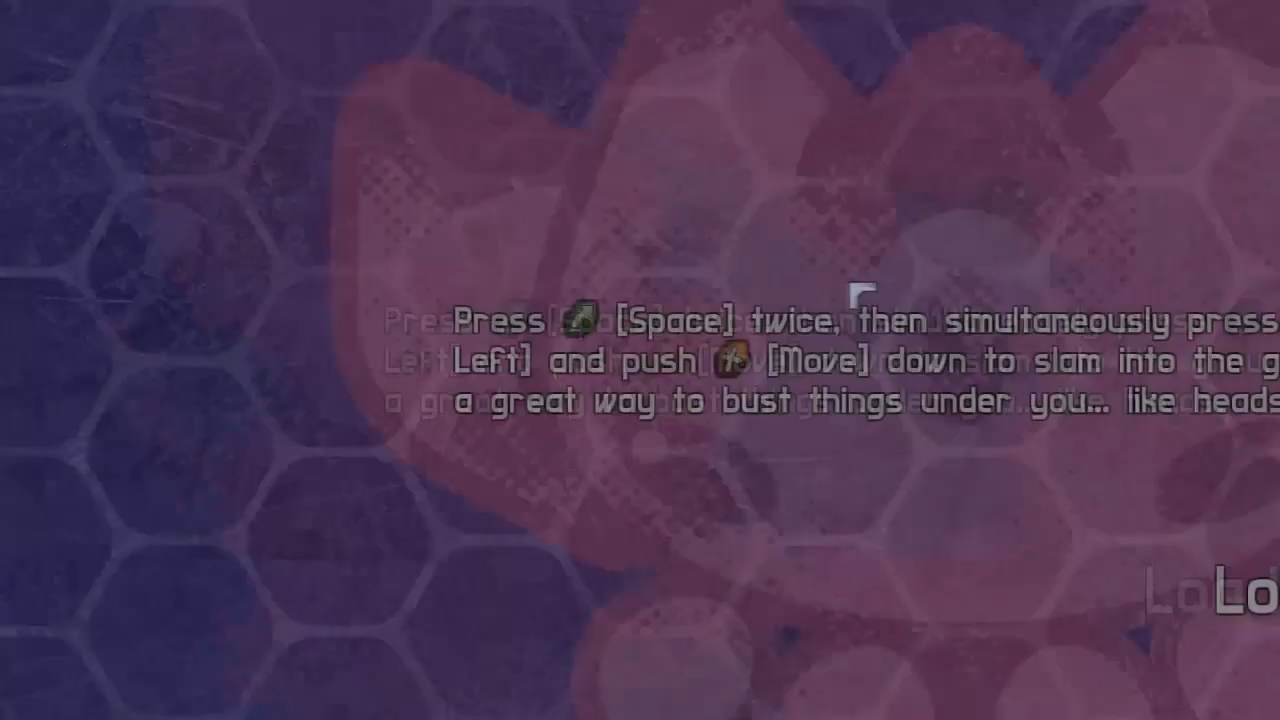 Press [Space] twice, then simultaneously press
Left] and push [Move] down to slam into the g
a great way to bust things under you... like heads
Lo